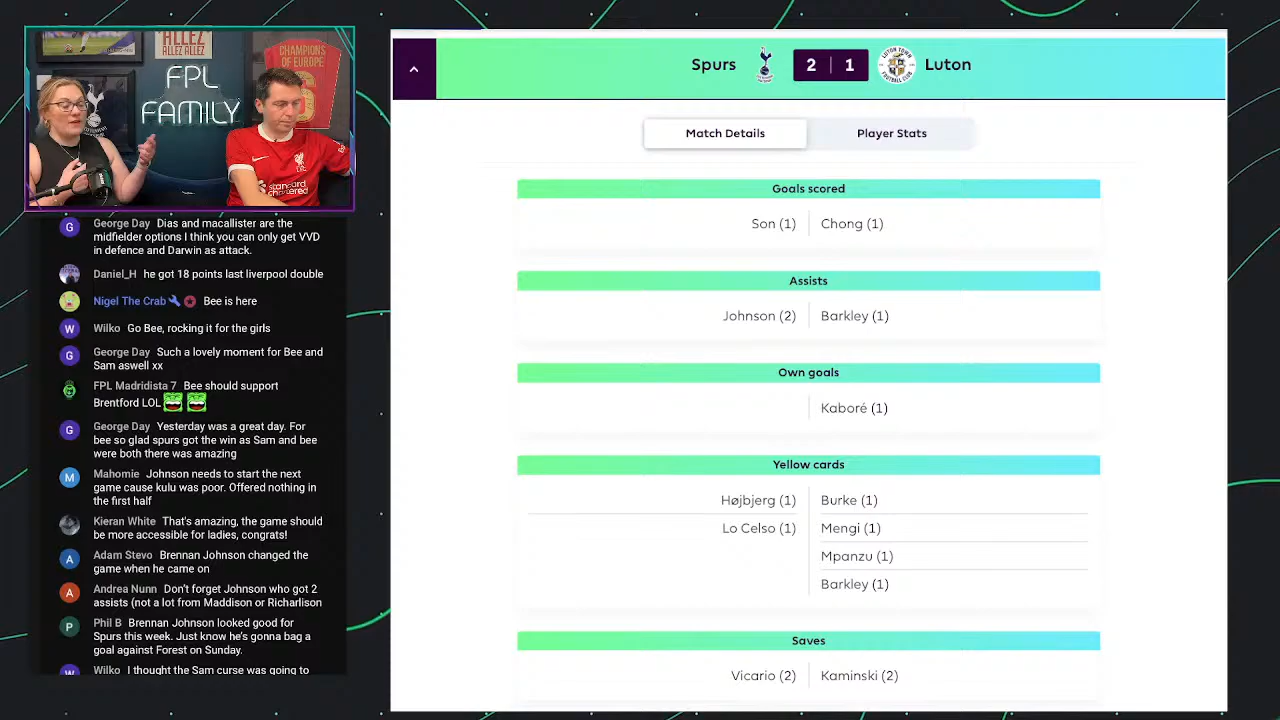 ALLEZ
ALLEZ ALLEZ
CHAMPIONS
OF EUROPE
6
FPL
FAMILY
standard
chartered
Spurs
2 | 1
LUTON TOWN
FOOTBALL CLUB
Luton
Match Details
Player Stats
Goals scored
Son (1)
Chong (1)
Assists
Johnson (2)
Barkley (1)
Own goals
Kaboré (1)
Yellow cards
Højbjerg (1)
Burke (1)
Lo Celso (1)
Mengi (1)
Mpanzu (1)
Barkley (1)
Saves
Vicario (2)
Kaminski (2)
G
George Day Dias and macallister are the
midfielder options I think you can only get VVD
in defence and Darwin as attack.
Daniel_H he got 18 points last liverpool double
Nigel The Crab Bee is here
W
Wilko Go Bee, rocking it for the girls
G
George Day Such a lovely moment for Bee and
Sam aswell xx
FPL Madridista 7 Bee should support
Brentford LOL
G
George Day Yesterday was a great day. For
bee so glad spurs got the win as Sam and bee
were both there was amazing
M
Mahomie Johnson needs to start the next
game cause kulu was poor. Offered nothing in
the first half
Kieran White That's amazing, the game should
be more accessible for ladies, congrats!
A
Adam Stevo Brennan Johnson changed the
game when he came on
A
Andrea Nunn Don't forget Johnson who got 2
assists (not a lot from Maddison or Richarlison
P
Phil B Brennan Johnson looked good for
Spurs this week. Just know he's gonna bag a
goal against Forest on Sunday.
W
Wilko I thought the Sam curse was going to